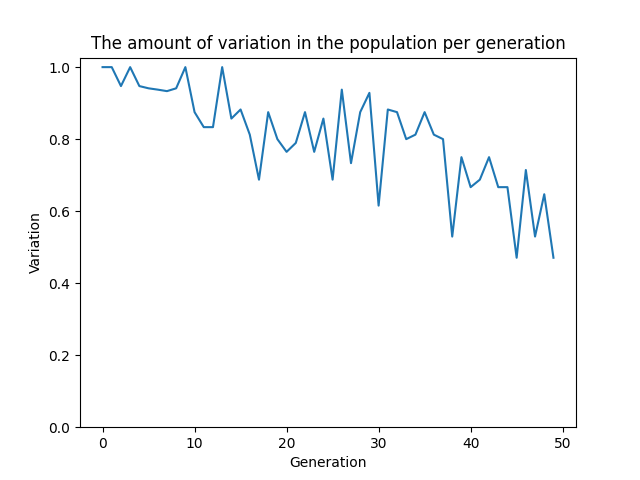 The amount of variation in the population per generation
1.0
0.8
0.6
0.4
0.2
0.0
Variation
0 10 20 30 40 50
Generation